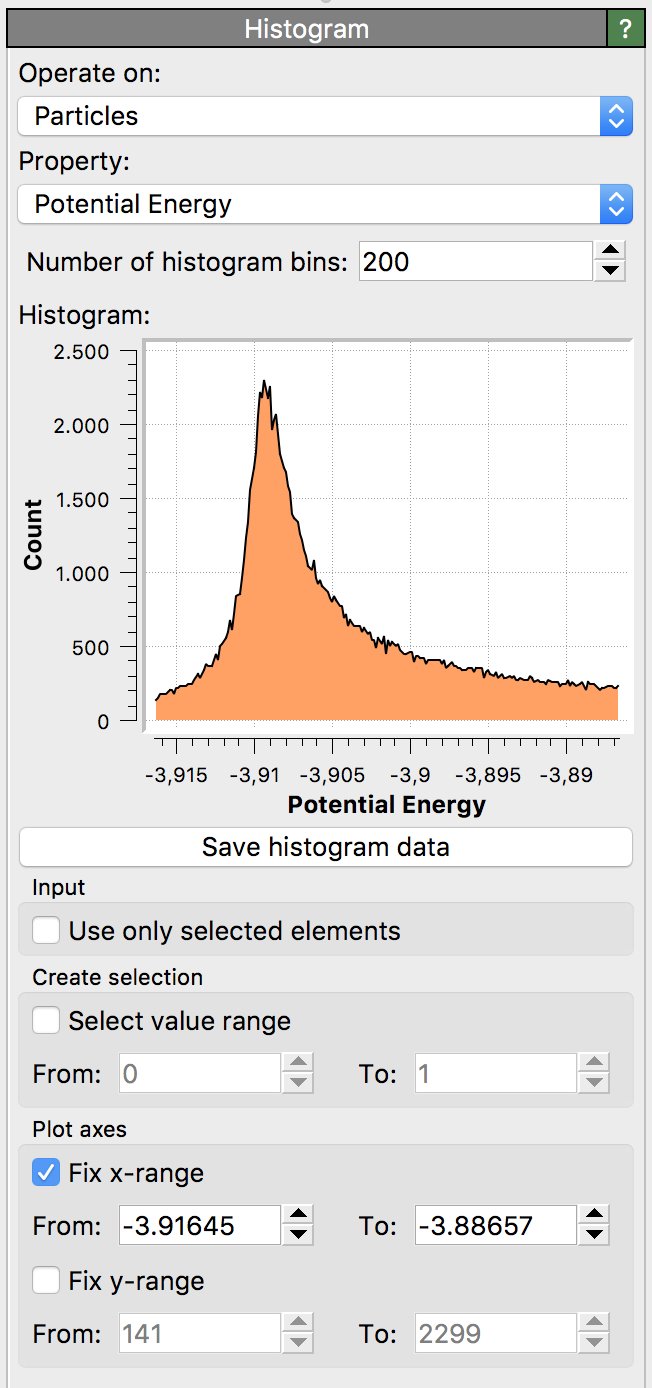 Histogram ?
Operate on:
Particles
Property:
Potential Energy
Number of histogram bins: 200
Histogram:
2.500
2.000
1.500
1.000
500
0
Count
-3,915 -3,91 -3,905 -3,9 -3,895 -3,89
Potential Energy
Save histogram data
Input
Use only selected elements
Create selection
Select value range
From: 0 To: 1
Plot axes
Fix x-range
From: -3.91645 To: -3.88657
Fix y-range
From: 141 To: 2299